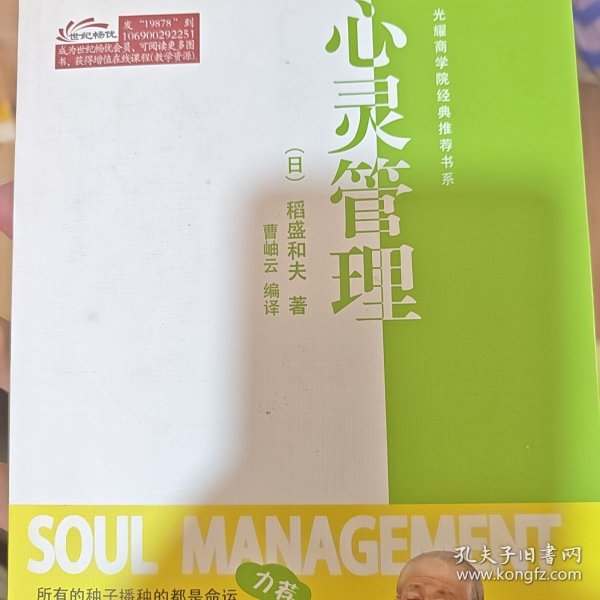 世纪畅优
发“19878”到
106900292251
成为世纪畅优会员，可阅读更多图
书、获得增值在线课程(教学资源)
光耀商学院经典推荐书系
心灵管理
（日）稻盛和夫 著
曹岫云 编译
SOUL MANAGEMENT
所有的种子播种的都是命运
力荐
孔夫子旧书网
www.kongfz.com